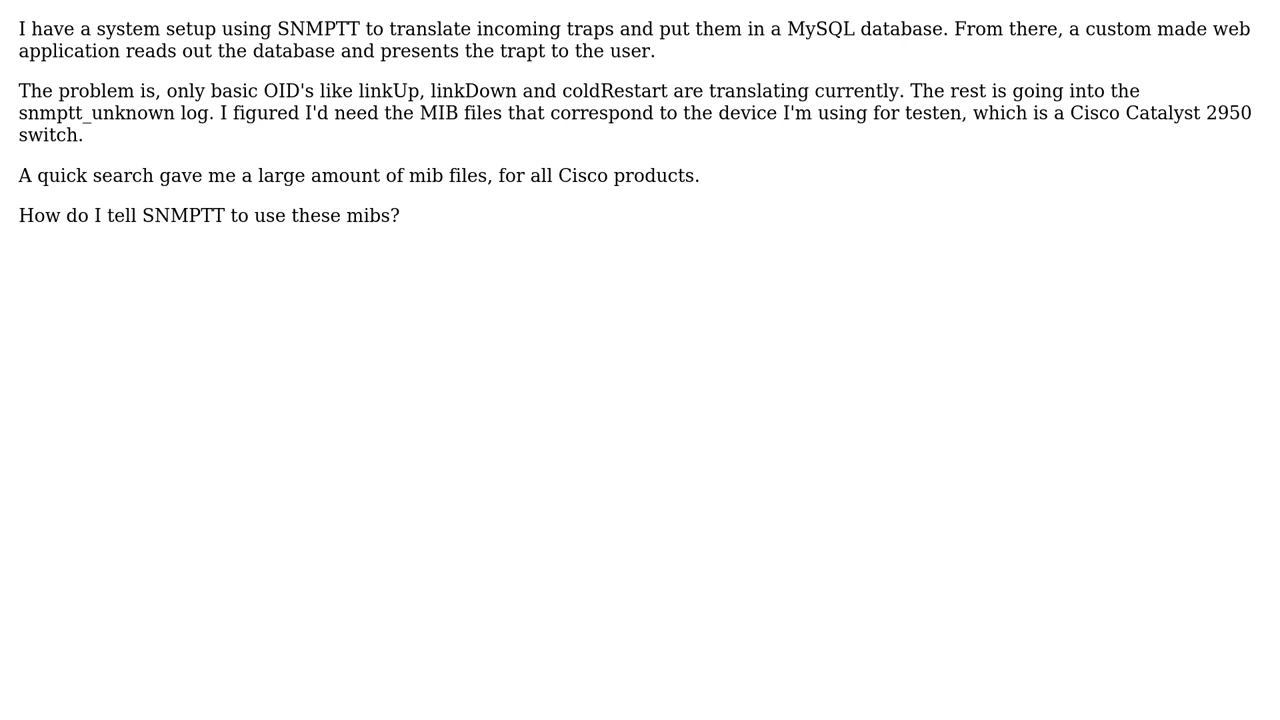 I have a system setup using SNMPTT to translate incoming traps and put them in a MySQL database. From there, a custom made web
application reads out the database and presents the trapt to the user.
The problem is, only basic OID's like linkUp, linkDown and coldRestart are translating currently. The rest is going into the
snmptt_unknown log. I figured I'd need the MIB files that correspond to the device I'm using for testen, which is a Cisco Catalyst 2950
switch.
A quick search gave me a large amount of mib files, for all Cisco products.
How do I tell SNMPTT to use these mibs?